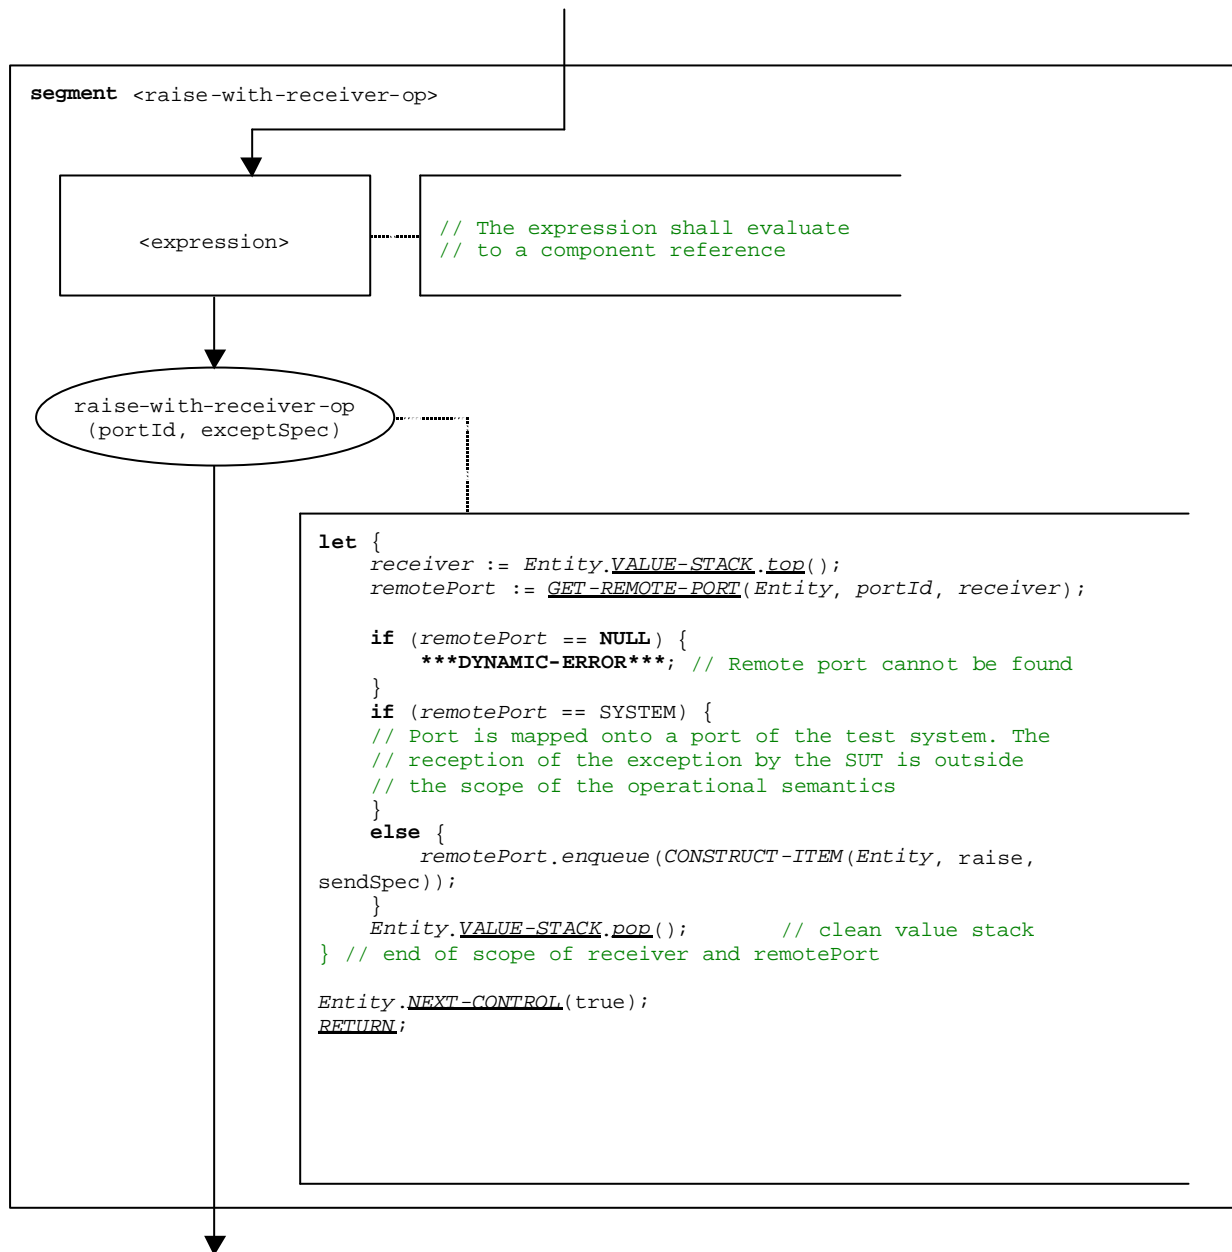 segment <raise-with-receiver-op>
<expression>
// The expression shall evaluate
// to a component reference
raise-with-receiver-op
(portId, exceptSpec)
let {
receiver := Entity.VALUE-STACK.top();
remotePort := GET-REMOTE-PORT(Entity, portId, receiver);
if (remotePort == NULL) {
***DYNAMIC-ERROR***; // Remote port cannot be found
}
if (remotePort == SYSTEM) {
// Port is mapped onto a port of the test system. The
// reception of the exception by the SUT is outside
// the scope of the operational semantics
}
else {
remotePort.enqueue(CONSTRUCT-ITEM(Entity, raise,
sendSpec));
}
Entity.VALUE-STACK.pop(); // clean value stack
} // end of scope of receiver and remotePort
Entity.NEXT-CONTROL(true);
RETURN;